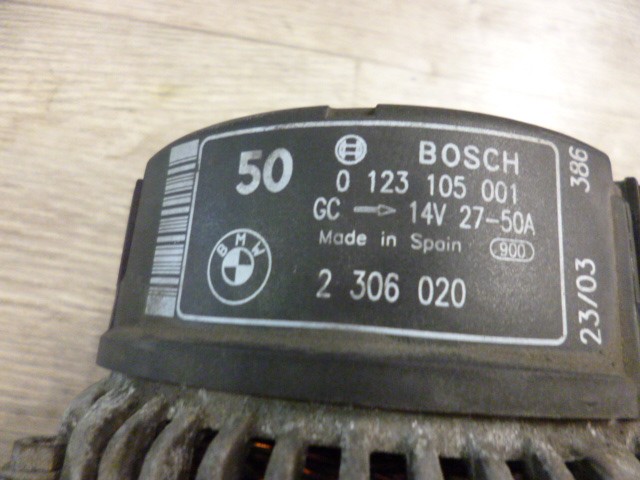 50
BOSCH
0 123 105 001
GC 14V 27-50A
Made in Spain 900
BMW
2 306 020
386
23/03